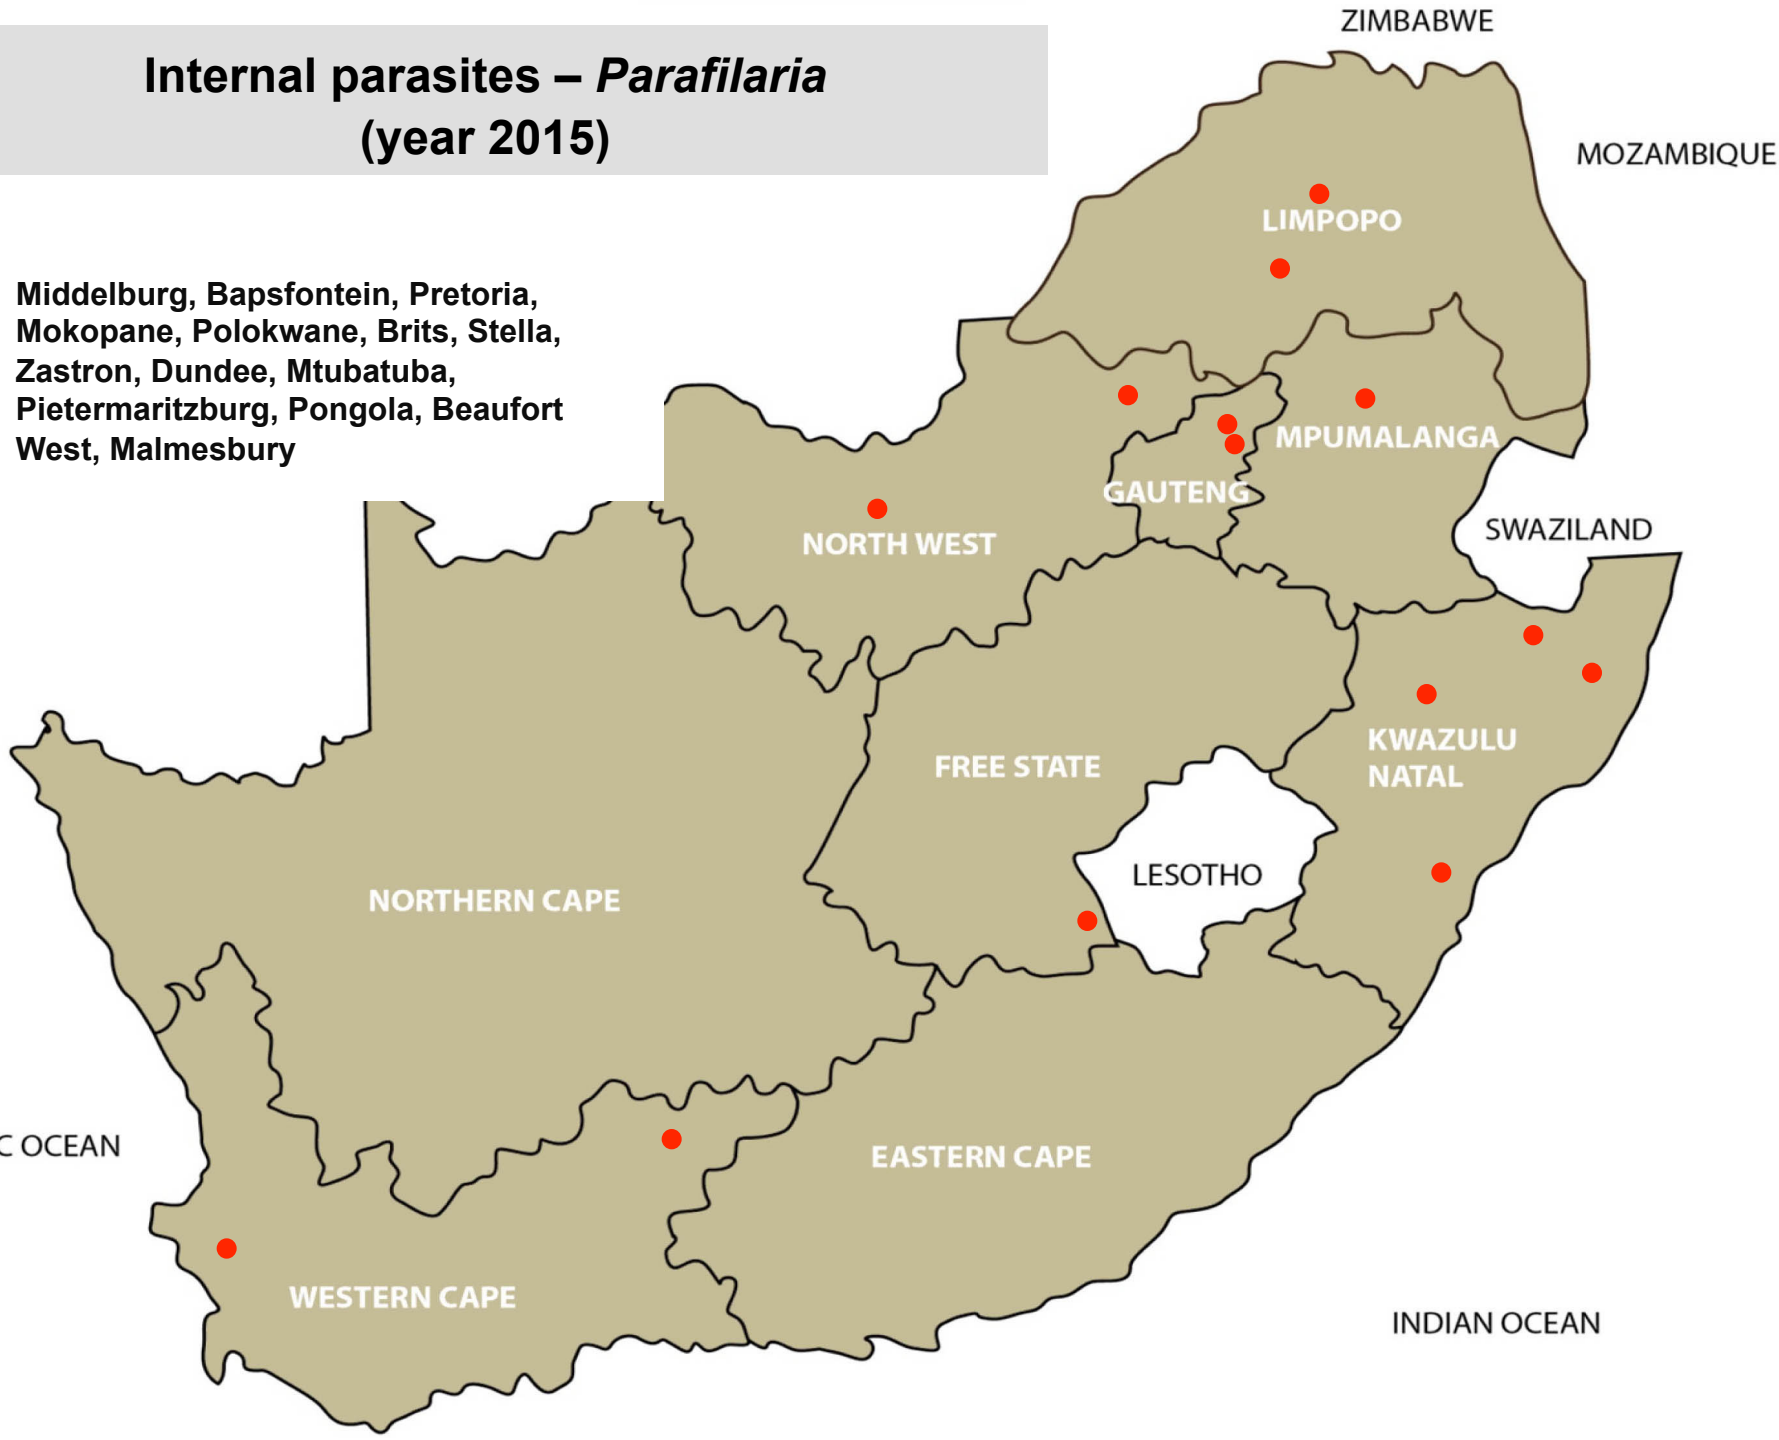 Internal parasites – Parafilaria
(year 2015)
Middelburg, Bapsfontein, Pretoria,
Mokopane, Polokwane, Brits, Stella,
Zastron, Dundee, Mtubatuba,
Pietermaritzburg, Pongola, Beaufort
West, Malmesbury
ZIMBABWE
MOZAMBIQUE
LIMPOPO
MPUMALANGA
GAUTENG
NORTH WEST
SWAZILAND
KWAZULU
NATAL
FREE STATE
LESOTHO
NORTHERN CAPE
C OCEAN
EASTERN CAPE
WESTERN CAPE
INDIAN OCEAN